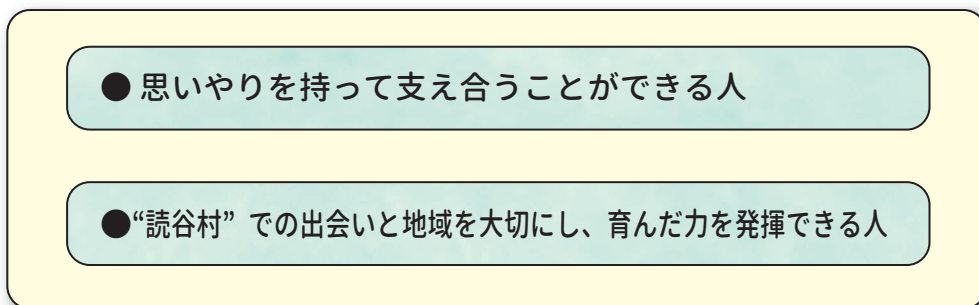 ● 思いやりを持って支え合うことができる人
●“読谷村” での出会いと地域を大切にし、育んだ力を発揮できる人